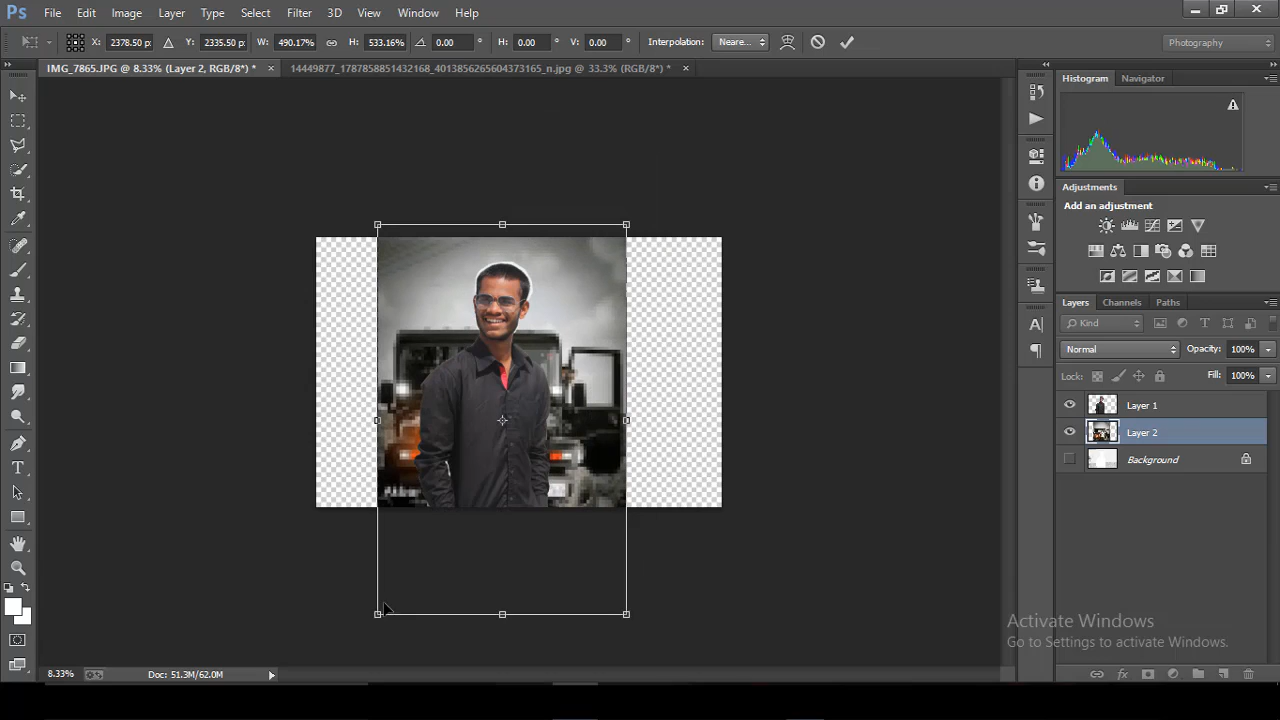 Ps File Edit Image Layer Type Select Filter 3D View Window Help
X: 2378.50 p: Y: 2335.50 p: W: 490.17% H: 533.16% 0.00 ° H: 0.00 ° V: 0.00 ° Interpolation: Neare... Photography
IMG_7865.JPG @ 8.33% (Layer 2, RGB/8*) * × 14449877_1787858851432168_4013856265604373165_n.jpg @ 33.3% (RGB/8*) * ×
Histogram Navigator
Adjustments
Add an adjustment
Layers Channels Paths
Kind
Normal Opacity: 100%
Lock: Fill: 100%
Layer 1
Layer 2
Background
Activate Windows
Go to Settings to activate Windows.
8.33% Doc: 51.3M/62.0M